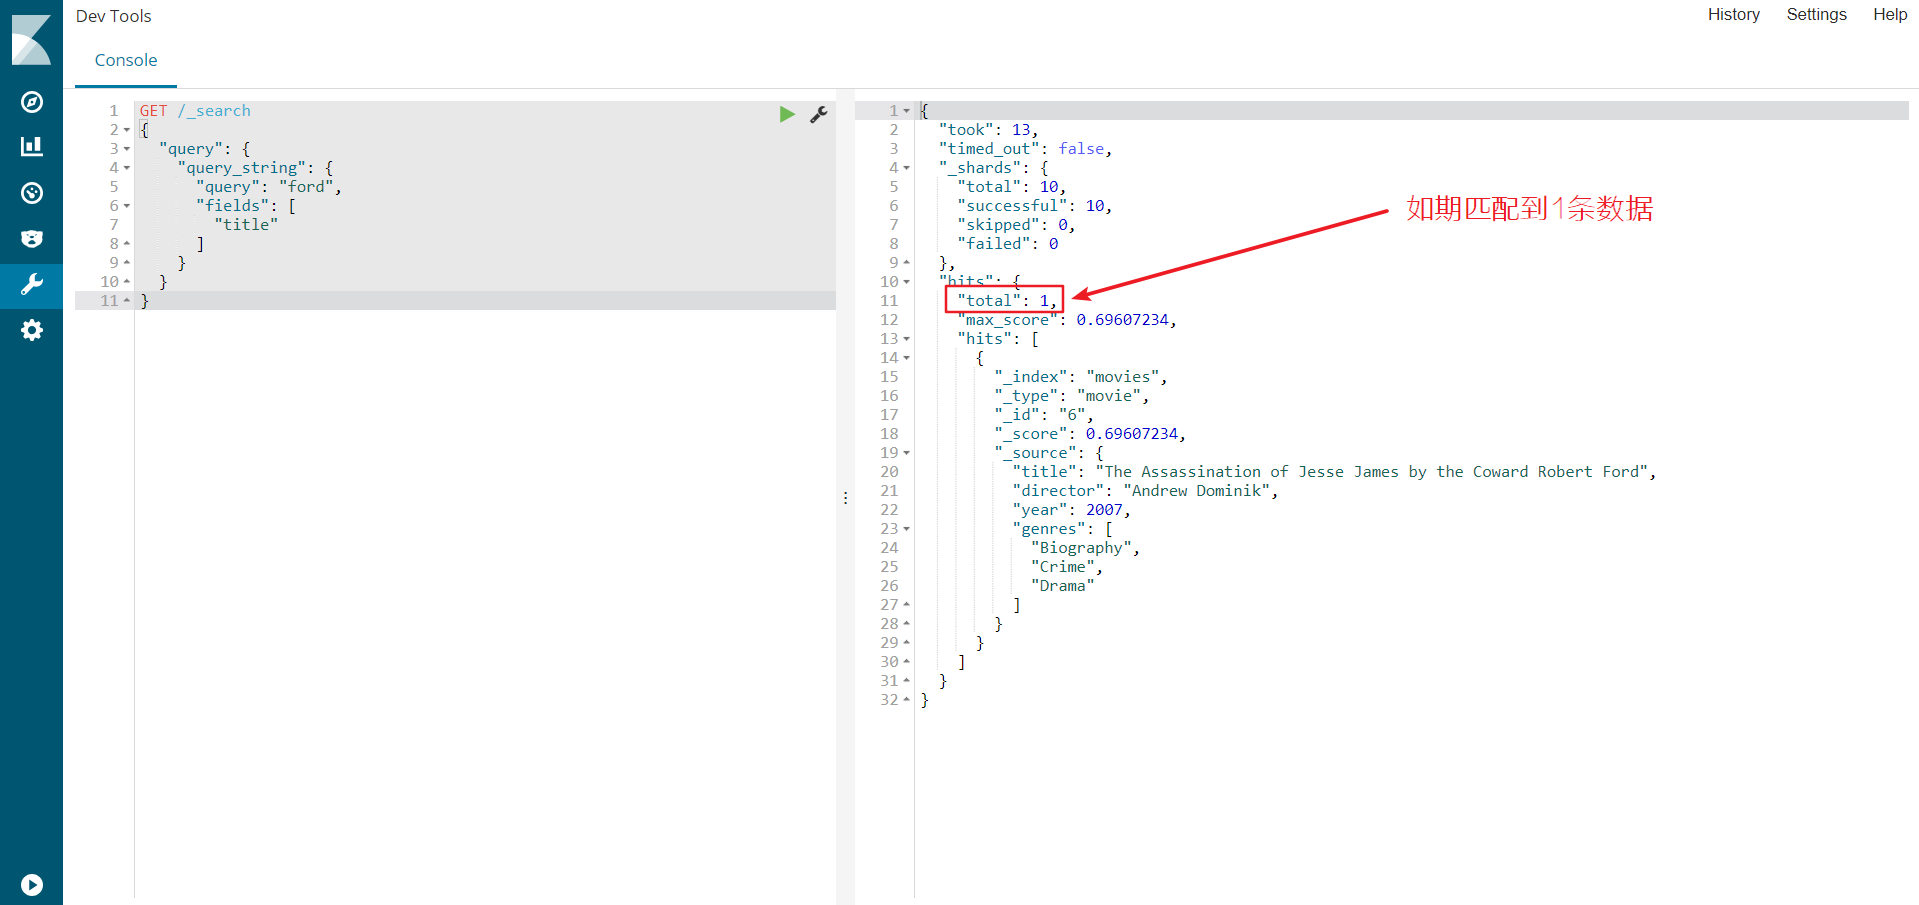 Dev Tools
History Settings Help
Console
1 GET /_search
2 {
3   "query": {
4     "query_string": {
5       "query": "ford",
6       "fields": [
7         "title"
8       ]
9     }
10   }
11 }
1 {
2   "took": 13,
3   "timed_out": false,
4   "_shards": {
5     "total": 10,
6     "successful": 10,
7     "skipped": 0,
8     "failed": 0
9   },
10   "hits": {
11     "total": 1,
12     "max_score": 0.69607234,
13     "hits": [
14       {
15         "_index": "movies",
16         "_type": "movie",
17         "_id": "6",
18         "_score": 0.69607234,
19         "_source": {
20           "title": "The Assassination of Jesse James by the Coward Robert Ford",
21           "director": "Andrew Dominik",
22           "year": 2007,
23           "genres": [
24             "Biography",
25             "Crime",
26             "Drama"
27           ]
28         }
29       }
30     ]
31   }
32 }
如期匹配到1条数据